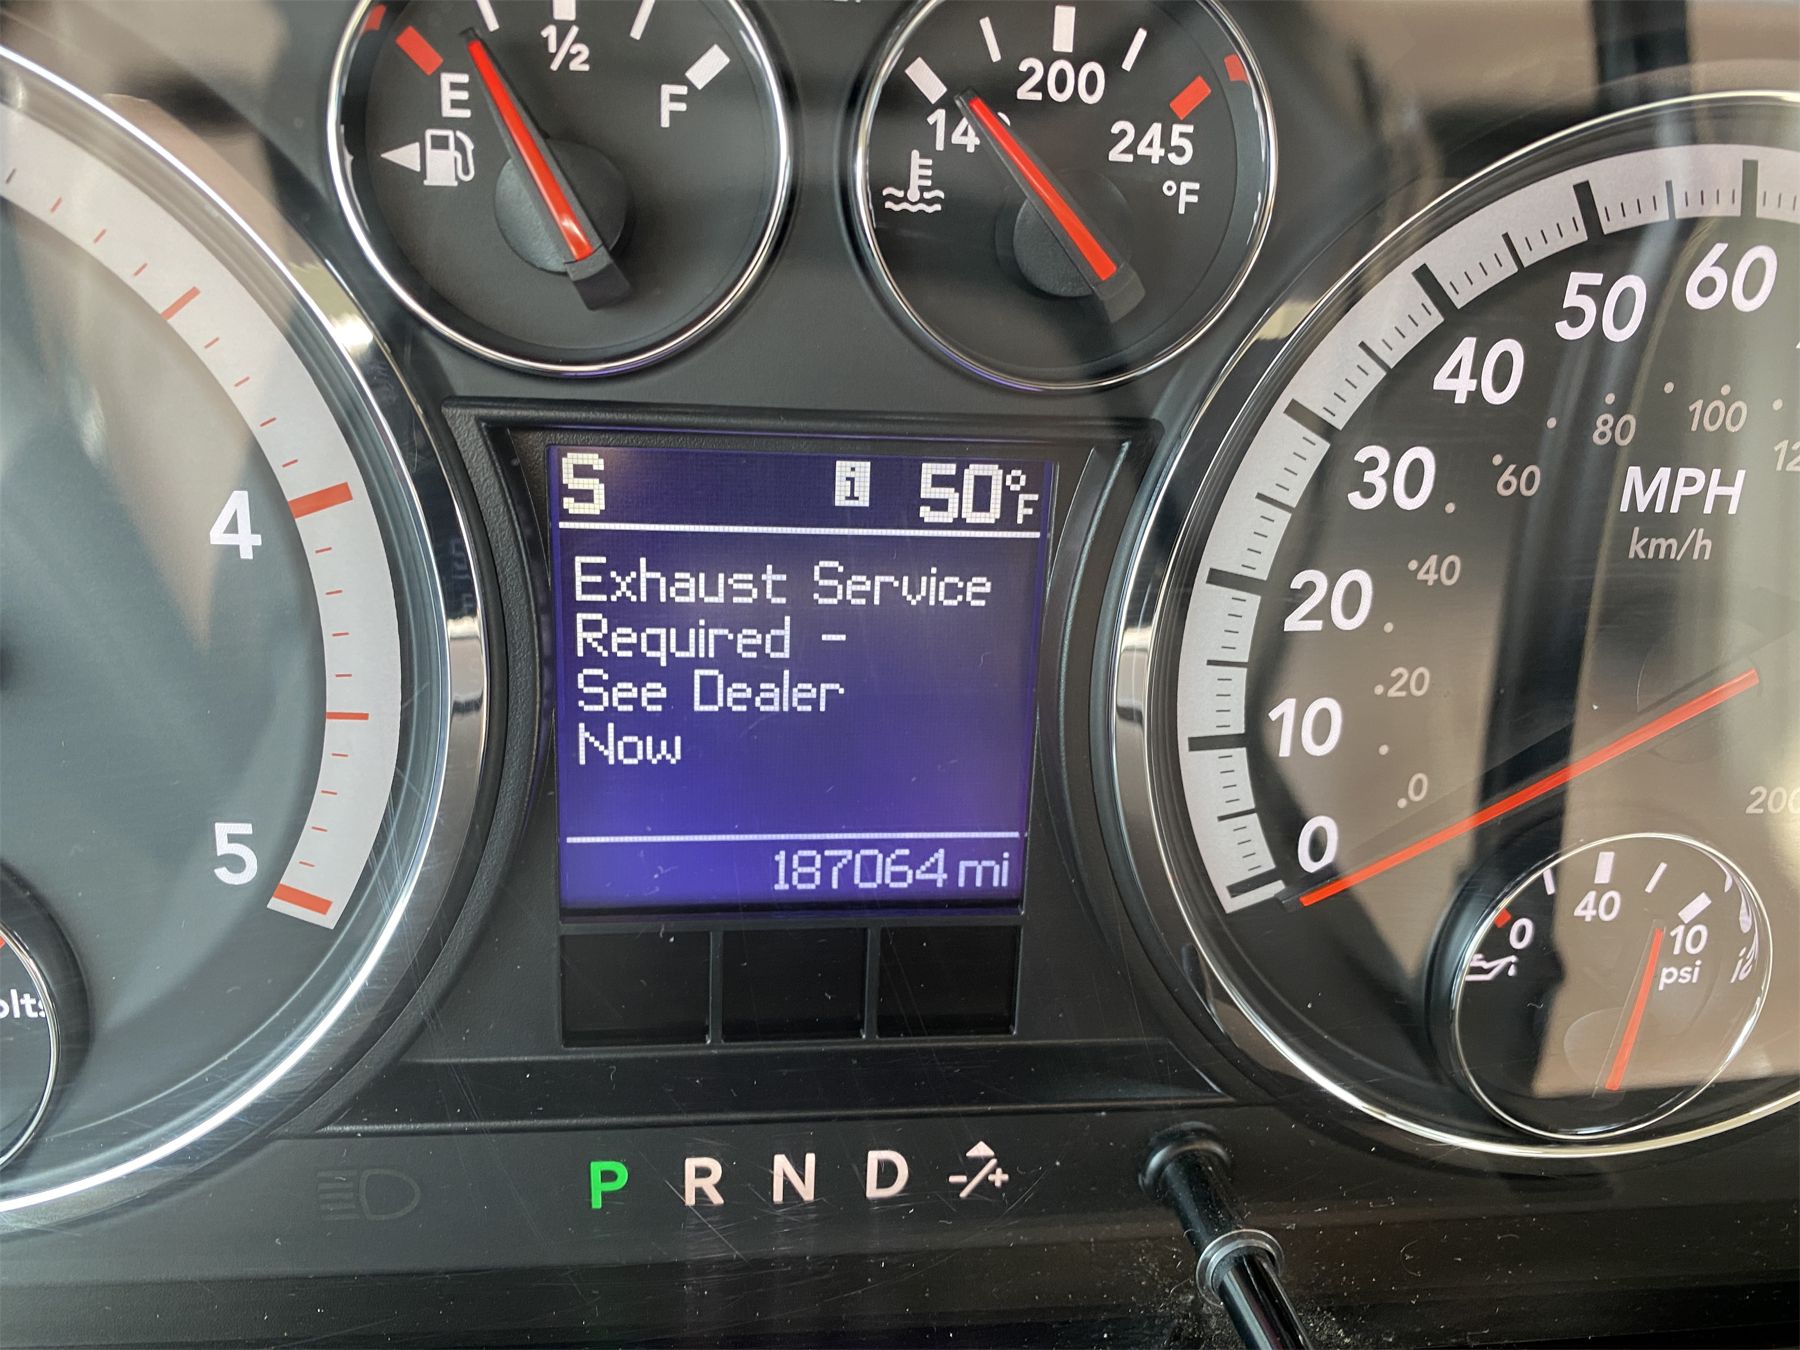 ½
E
F
200
245
°F
60
50
40
30
20
10
0
80
100
60
40
20
0
MPH
km/h
4
5
S i 50°F
Exhaust Service
Required -
See Dealer
Now
187064 mi
0
40
psi
P R N D -/+